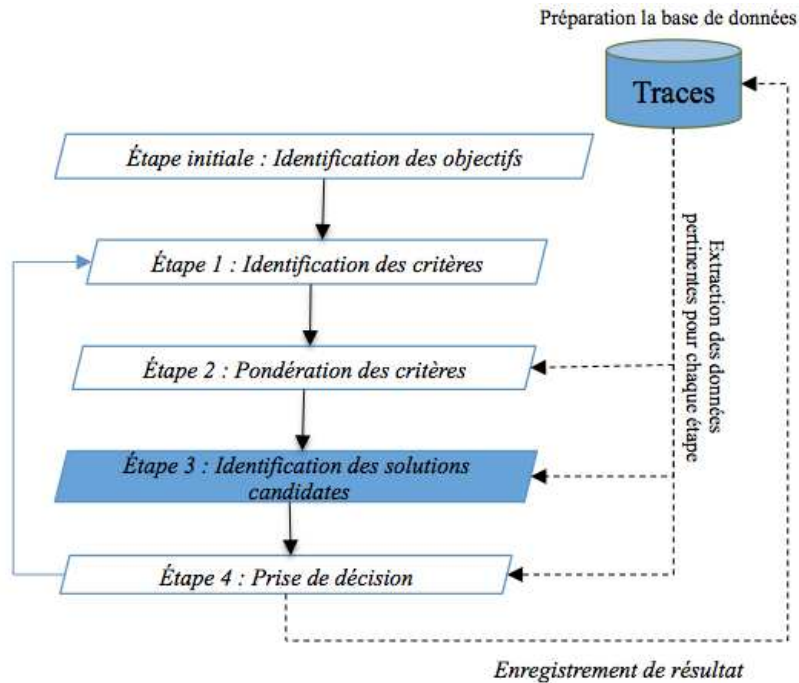 Préparation la base de données
Traces
Étape initiale : Identification des objectifs
Étape 1 : Identification des critères
Étape 2 : Pondération des critères
Étape 3 : Identification des solutions
candidates
Étape 4 : Prise de décision
Extraction des données
pertinentes pour chaque étape
Enregistrement de résultat